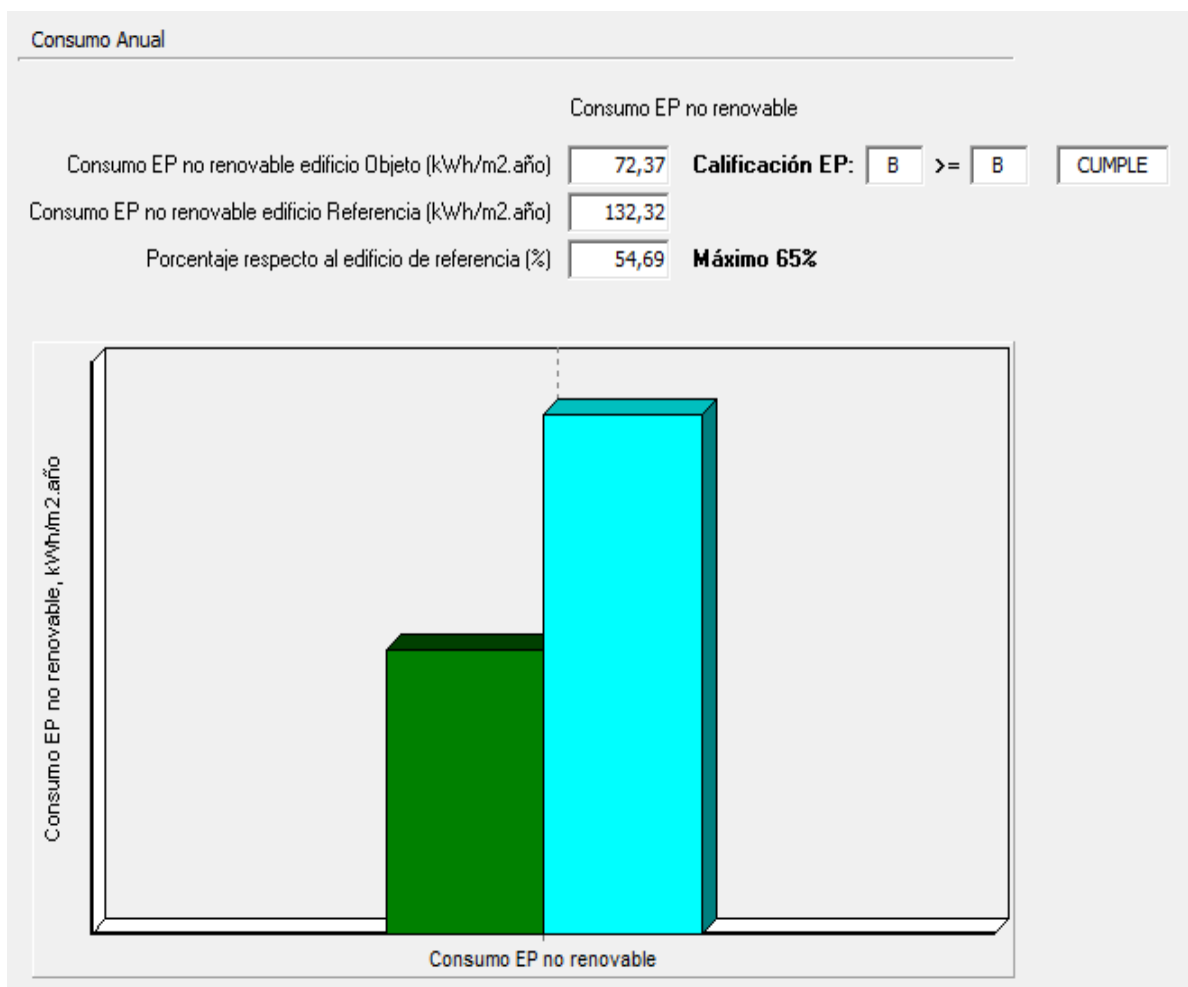 Consumo Anual
Consumo EP no renovable
Consumo EP no renovable edificio Objeto (kWh/m2.año) 72,37 Calificación EP: B >= B CUMPLE
Consumo EP no renovable edificio Referencia (kWh/m2.año) 132,32
Porcentaje respecto al edificio de referencia (%) 54,69 Máximo 65%
Consumo EP no renovable, kWh/m2.año
Consumo EP no renovable